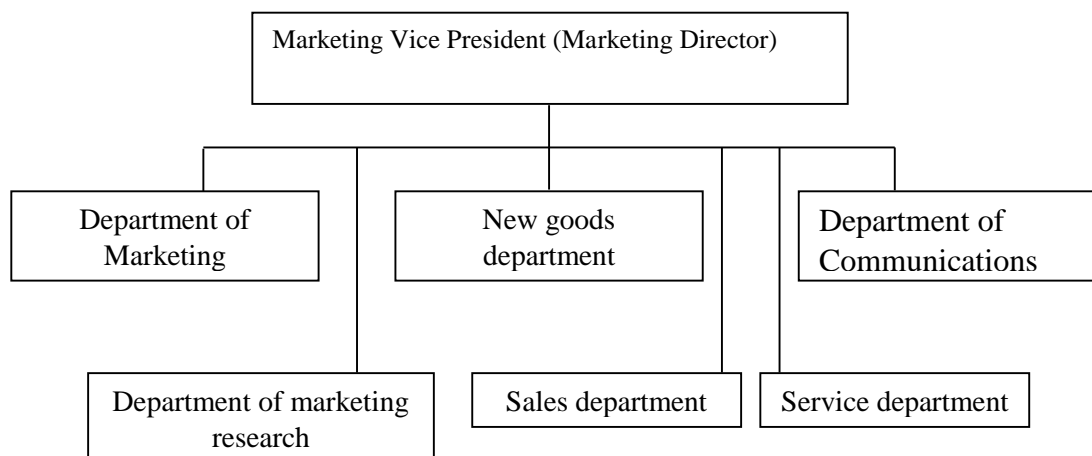 Marketing Vice President (Marketing Director)
Department of
Marketing
New goods
department
Department of
Communications
Department of marketing
research
Sales department
Service department